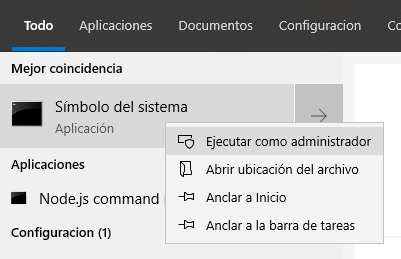 Todo Aplicaciones Documentos Configuracion
Mejor coincidencia
Símbolo del sistema
Aplicación
Ejecutar como administrador
Abrir ubicación del archivo
Aplicaciones
Anclar a Inicio
Node.js command
Anclar a la barra de tareas
Configuracion (1)